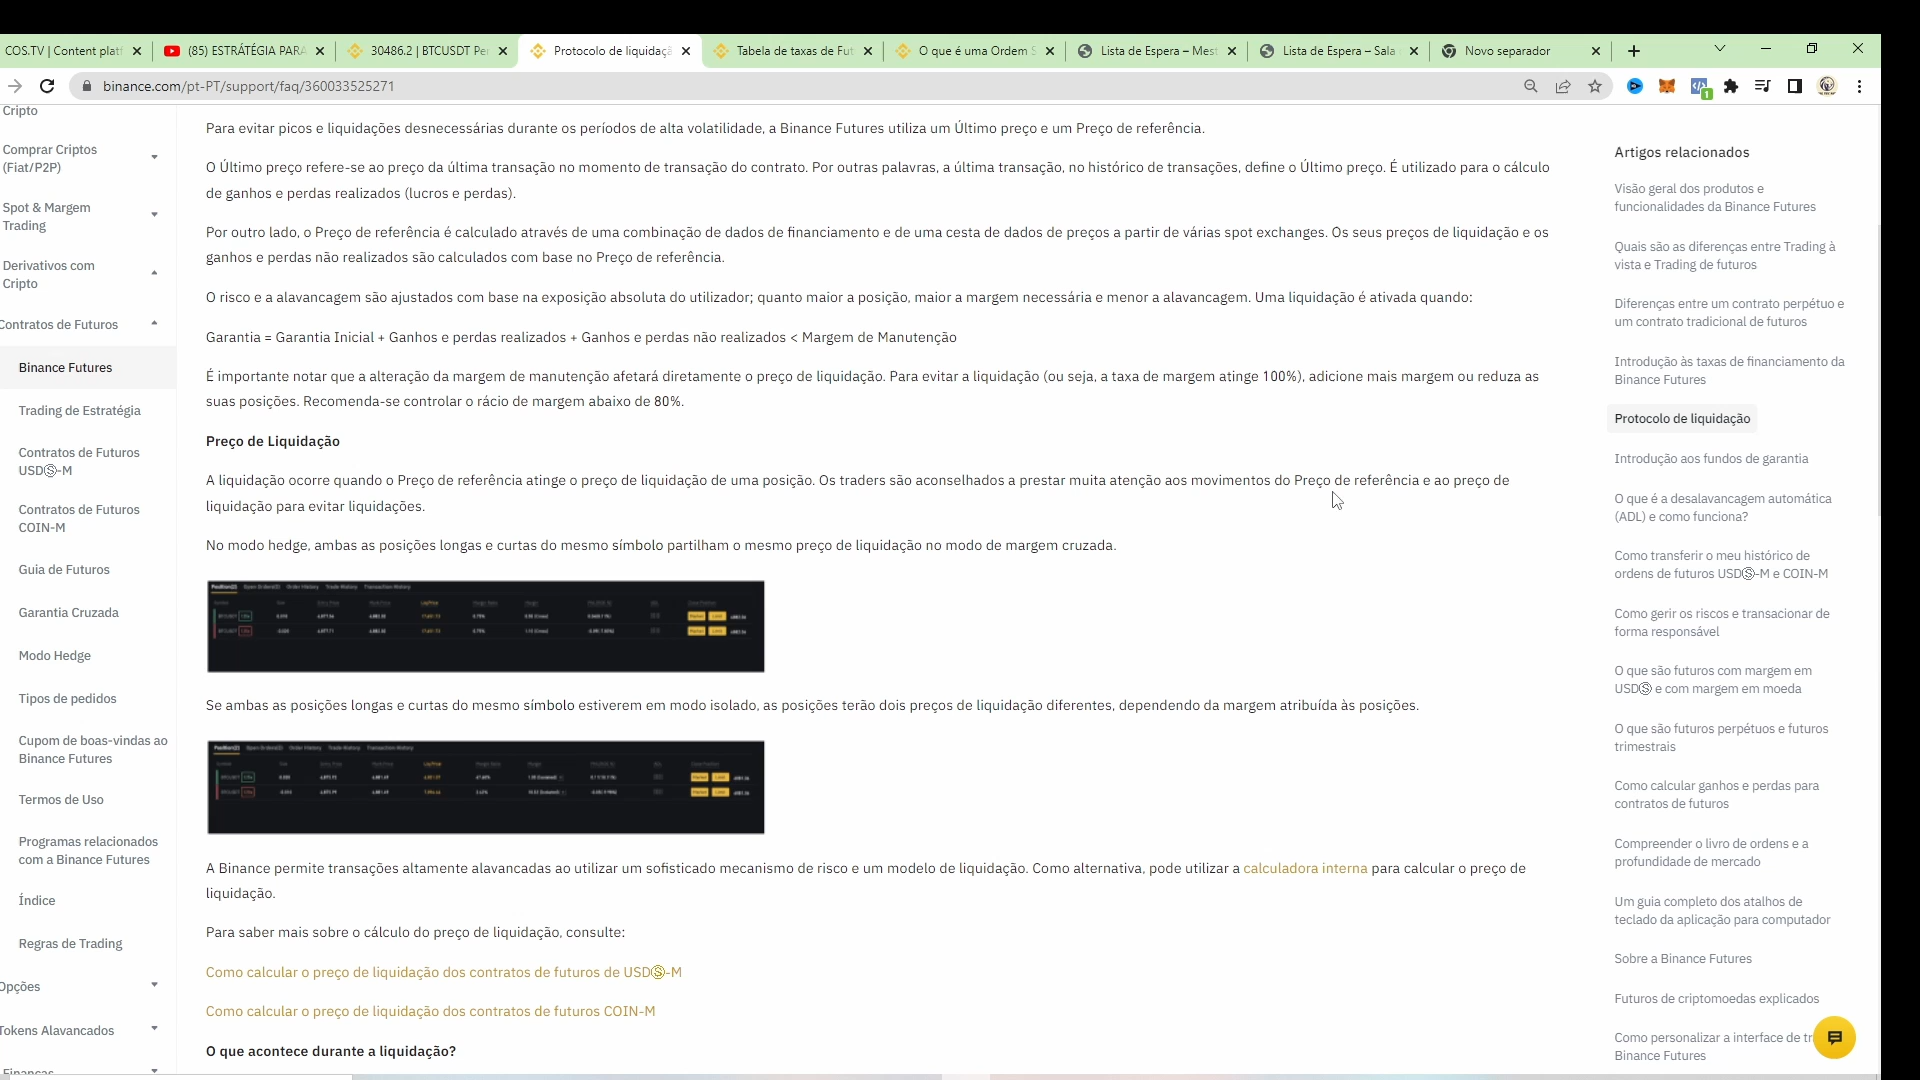 COS.TV | Content platf
(85) ESTRÁTÉGIA PARA
30486.2 | BTCUSDT Pe
Protocolo de liquidaç
Tabela de taxas de Fut
O que é uma Ordem S
Lista de Espera – Mest
Lista de Espera – Sala
Novo separador
binance.com/pt-PT/support/faq/360033525271
1
Cripto
Comprar Criptos
(Fiat/P2P)
Spot & Margem
Trading
Derivativos com
Cripto
Contratos de Futuros
Binance Futures
Trading de Estratégia
Contratos de Futuros
USDⓈ-M
Contratos de Futuros
COIN-M
Guia de Futuros
Garantia Cruzada
Modo Hedge
Tipos de pedidos
Cupom de boas-vindas ao
Binance Futures
Termos de Uso
Programas relacionados
com a Binance Futures
Índice
Regras de Trading
Opções
Tokens Alavancados
Finanças
Para evitar picos e liquidações desnecessárias durante os períodos de alta volatilidade, a Binance Futures utiliza um Último preço e um Preço de referência.
O Último preço refere-se ao preço da última transação no momento de transação do contrato. Por outras palavras, a última transação, no histórico de transações, define o Último preço. É utilizado para o cálculo
de ganhos e perdas realizados (lucros e perdas).
Por outro lado, o Preço de referência é calculado através de uma combinação de dados de financiamento e de uma cesta de dados de preços a partir de várias spot exchanges. Os seus preços de liquidação e os
ganhos e perdas não realizados são calculados com base no Preço de referência.
O risco e a alavancagem são ajustados com base na exposição absoluta do utilizador; quanto maior a posição, maior a margem necessária e menor a alavancagem. Uma liquidação é ativada quando:
Garantia = Garantia Inicial + Ganhos e perdas realizados + Ganhos e perdas não realizados < Margem de Manutenção
É importante notar que a alteração da margem de manutenção afetará diretamente o preço de liquidação. Para evitar a liquidação (ou seja, a taxa de margem atinge 100%), adicione mais margem ou reduza as
suas posições. Recomenda-se controlar o rácio de margem abaixo de 80%.
Preço de Liquidação
A liquidação ocorre quando o Preço de referência atinge o preço de liquidação de uma posição. Os traders são aconselhados a prestar muita atenção aos movimentos do Preço de referência e ao preço de
liquidação para evitar liquidações.
No modo hedge, ambas as posições longas e curtas do mesmo símbolo partilham o mesmo preço de liquidação no modo de margem cruzada.
Se ambas as posições longas e curtas do mesmo símbolo estiverem em modo isolado, as posições terão dois preços de liquidação diferentes, dependendo da margem atribuída às posições.
A Binance permite transações altamente alavancadas ao utilizar um sofisticado mecanismo de risco e um modelo de liquidação. Como alternativa, pode utilizar a calculadora interna para calcular o preço de
liquidação.
Para saber mais sobre o cálculo do preço de liquidação, consulte:
Como calcular o preço de liquidação dos contratos de futuros de USDⓈ-M
Como calcular o preço de liquidação dos contratos de futuros COIN-M
O que acontece durante a liquidação?
Artigos relacionados
Visão geral dos produtos e
funcionalidades da Binance Futures
Quais são as diferenças entre Trading à
vista e Trading de futuros
Diferenças entre um contrato perpétuo e
um contrato tradicional de futuros
Introdução às taxas de financiamento da
Binance Futures
Protocolo de liquidação
Introdução aos fundos de garantia
O que é a desalavancagem automática
(ADL) e como funciona?
Como transferir o meu histórico de
ordens de futuros USDⓈ-M e COIN-M
Como gerir os riscos e transacionar de
forma responsável
O que são futuros com margem em
USDⓈ e com margem em moeda
O que são futuros perpétuos e futuros
trimestrais
Como calcular ganhos e perdas para
contratos de futuros
Compreender o livro de ordens e a
profundidade de mercado
Um guia completo dos atalhos de
teclado da aplicação para computador
Sobre a Binance Futures
Futuros de criptomoedas explicados
Como personalizar a interface de tr
Binance Futures